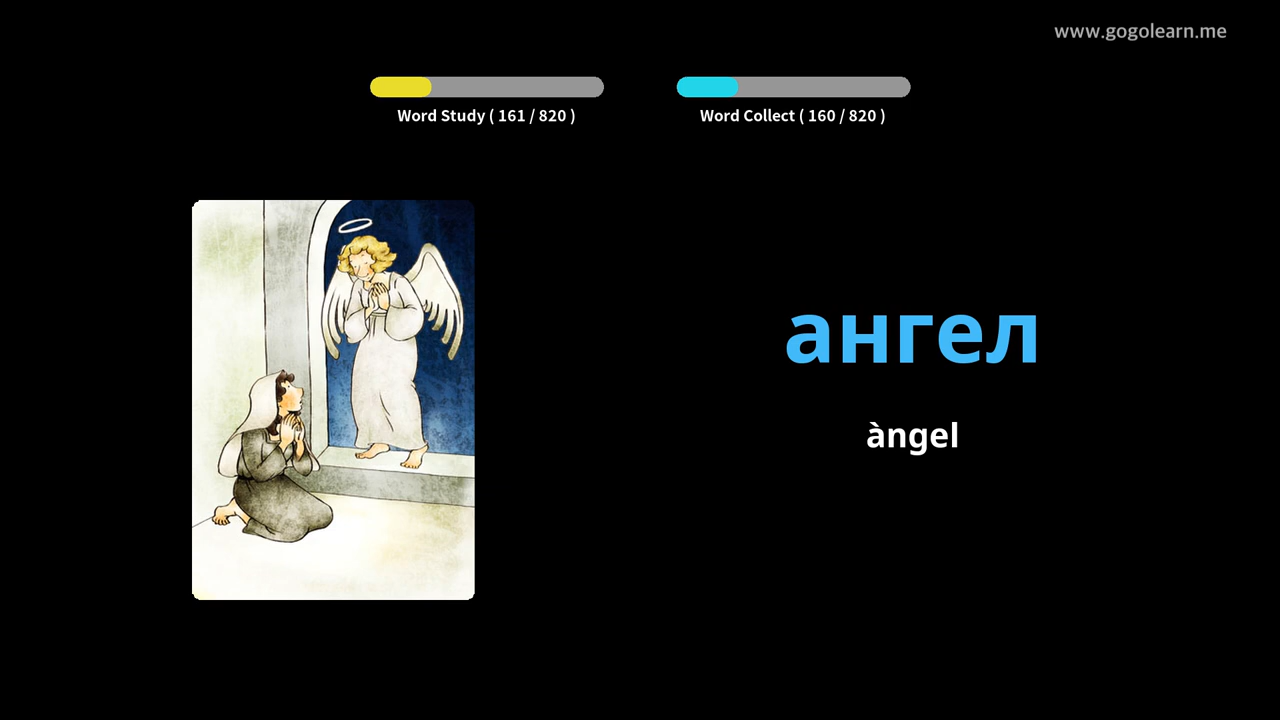 www.gogolearn.me
Word Study ( 161 / 820 )
Word Collect ( 160 / 820 )
ангел
àngel